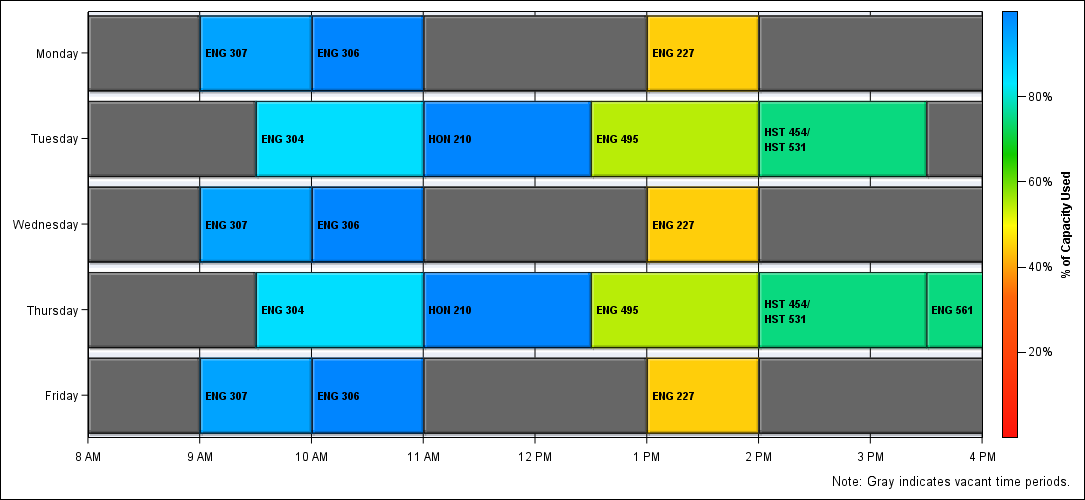 Monday
ENG 307
ENG 306
ENG 227
Tuesday
ENG 304
HON 210
ENG 495
HST 454/
HST 531
Wednesday
ENG 307
ENG 306
ENG 227
Thursday
ENG 304
HON 210
ENG 495
HST 454/
HST 531
ENG 561
Friday
ENG 307
ENG 306
ENG 227
8 AM
9 AM
10 AM
11 AM
12 PM
1 PM
2 PM
3 PM
4 PM
80%
60%
40%
20%
% of Capacity Used
Note: Gray indicates vacant time periods.